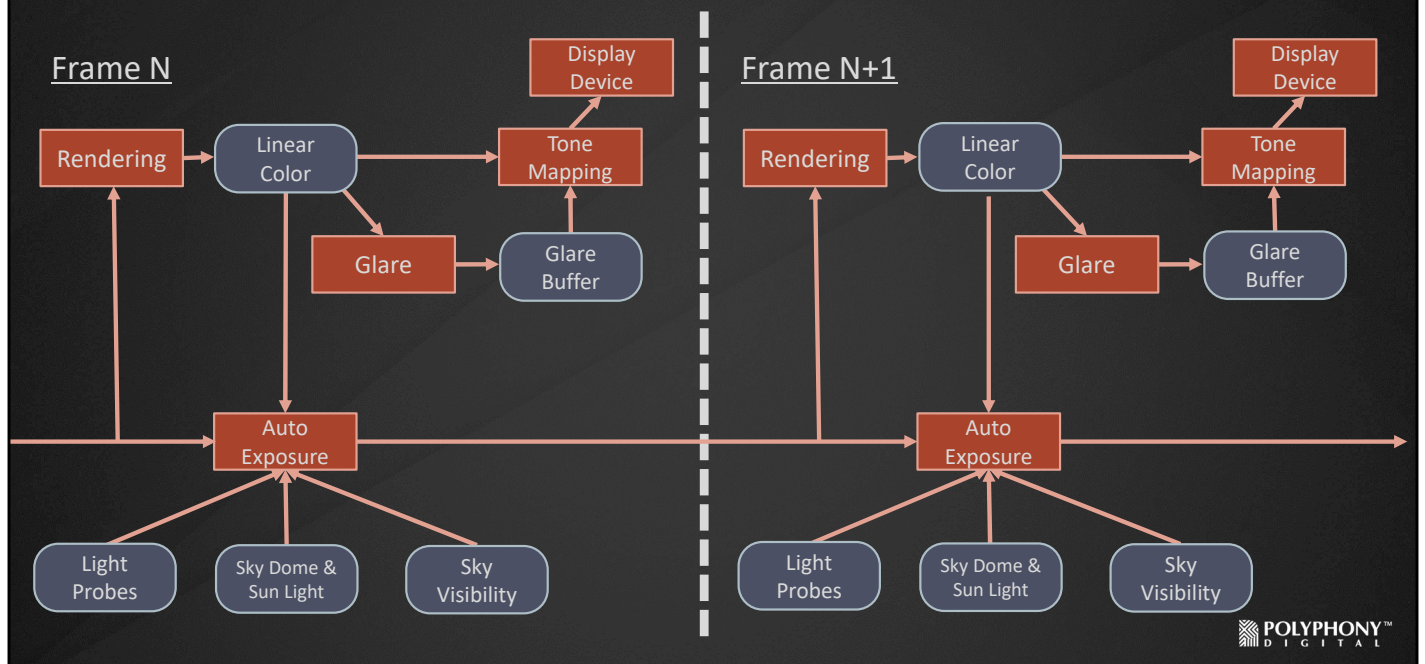 Frame N
Display
Device
Rendering
Linear
Color
Tone
Mapping
Glare
Glare
Buffer
Auto
Exposure
Light
Probes
Sky Dome &
Sun Light
Sky
Visibility
Frame N+1
Display
Device
Rendering
Linear
Color
Tone
Mapping
Glare
Glare
Buffer
Auto
Exposure
Light
Probes
Sky Dome &
Sun Light
Sky
Visibility
POLYPHONY™
DIGITAL